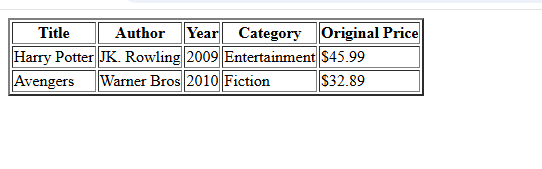 Title Author Year Category Original Price
Harry Potter JK. Rowling 2009 Entertainment $45.99
Avengers Warner Bros 2010 Fiction $32.89